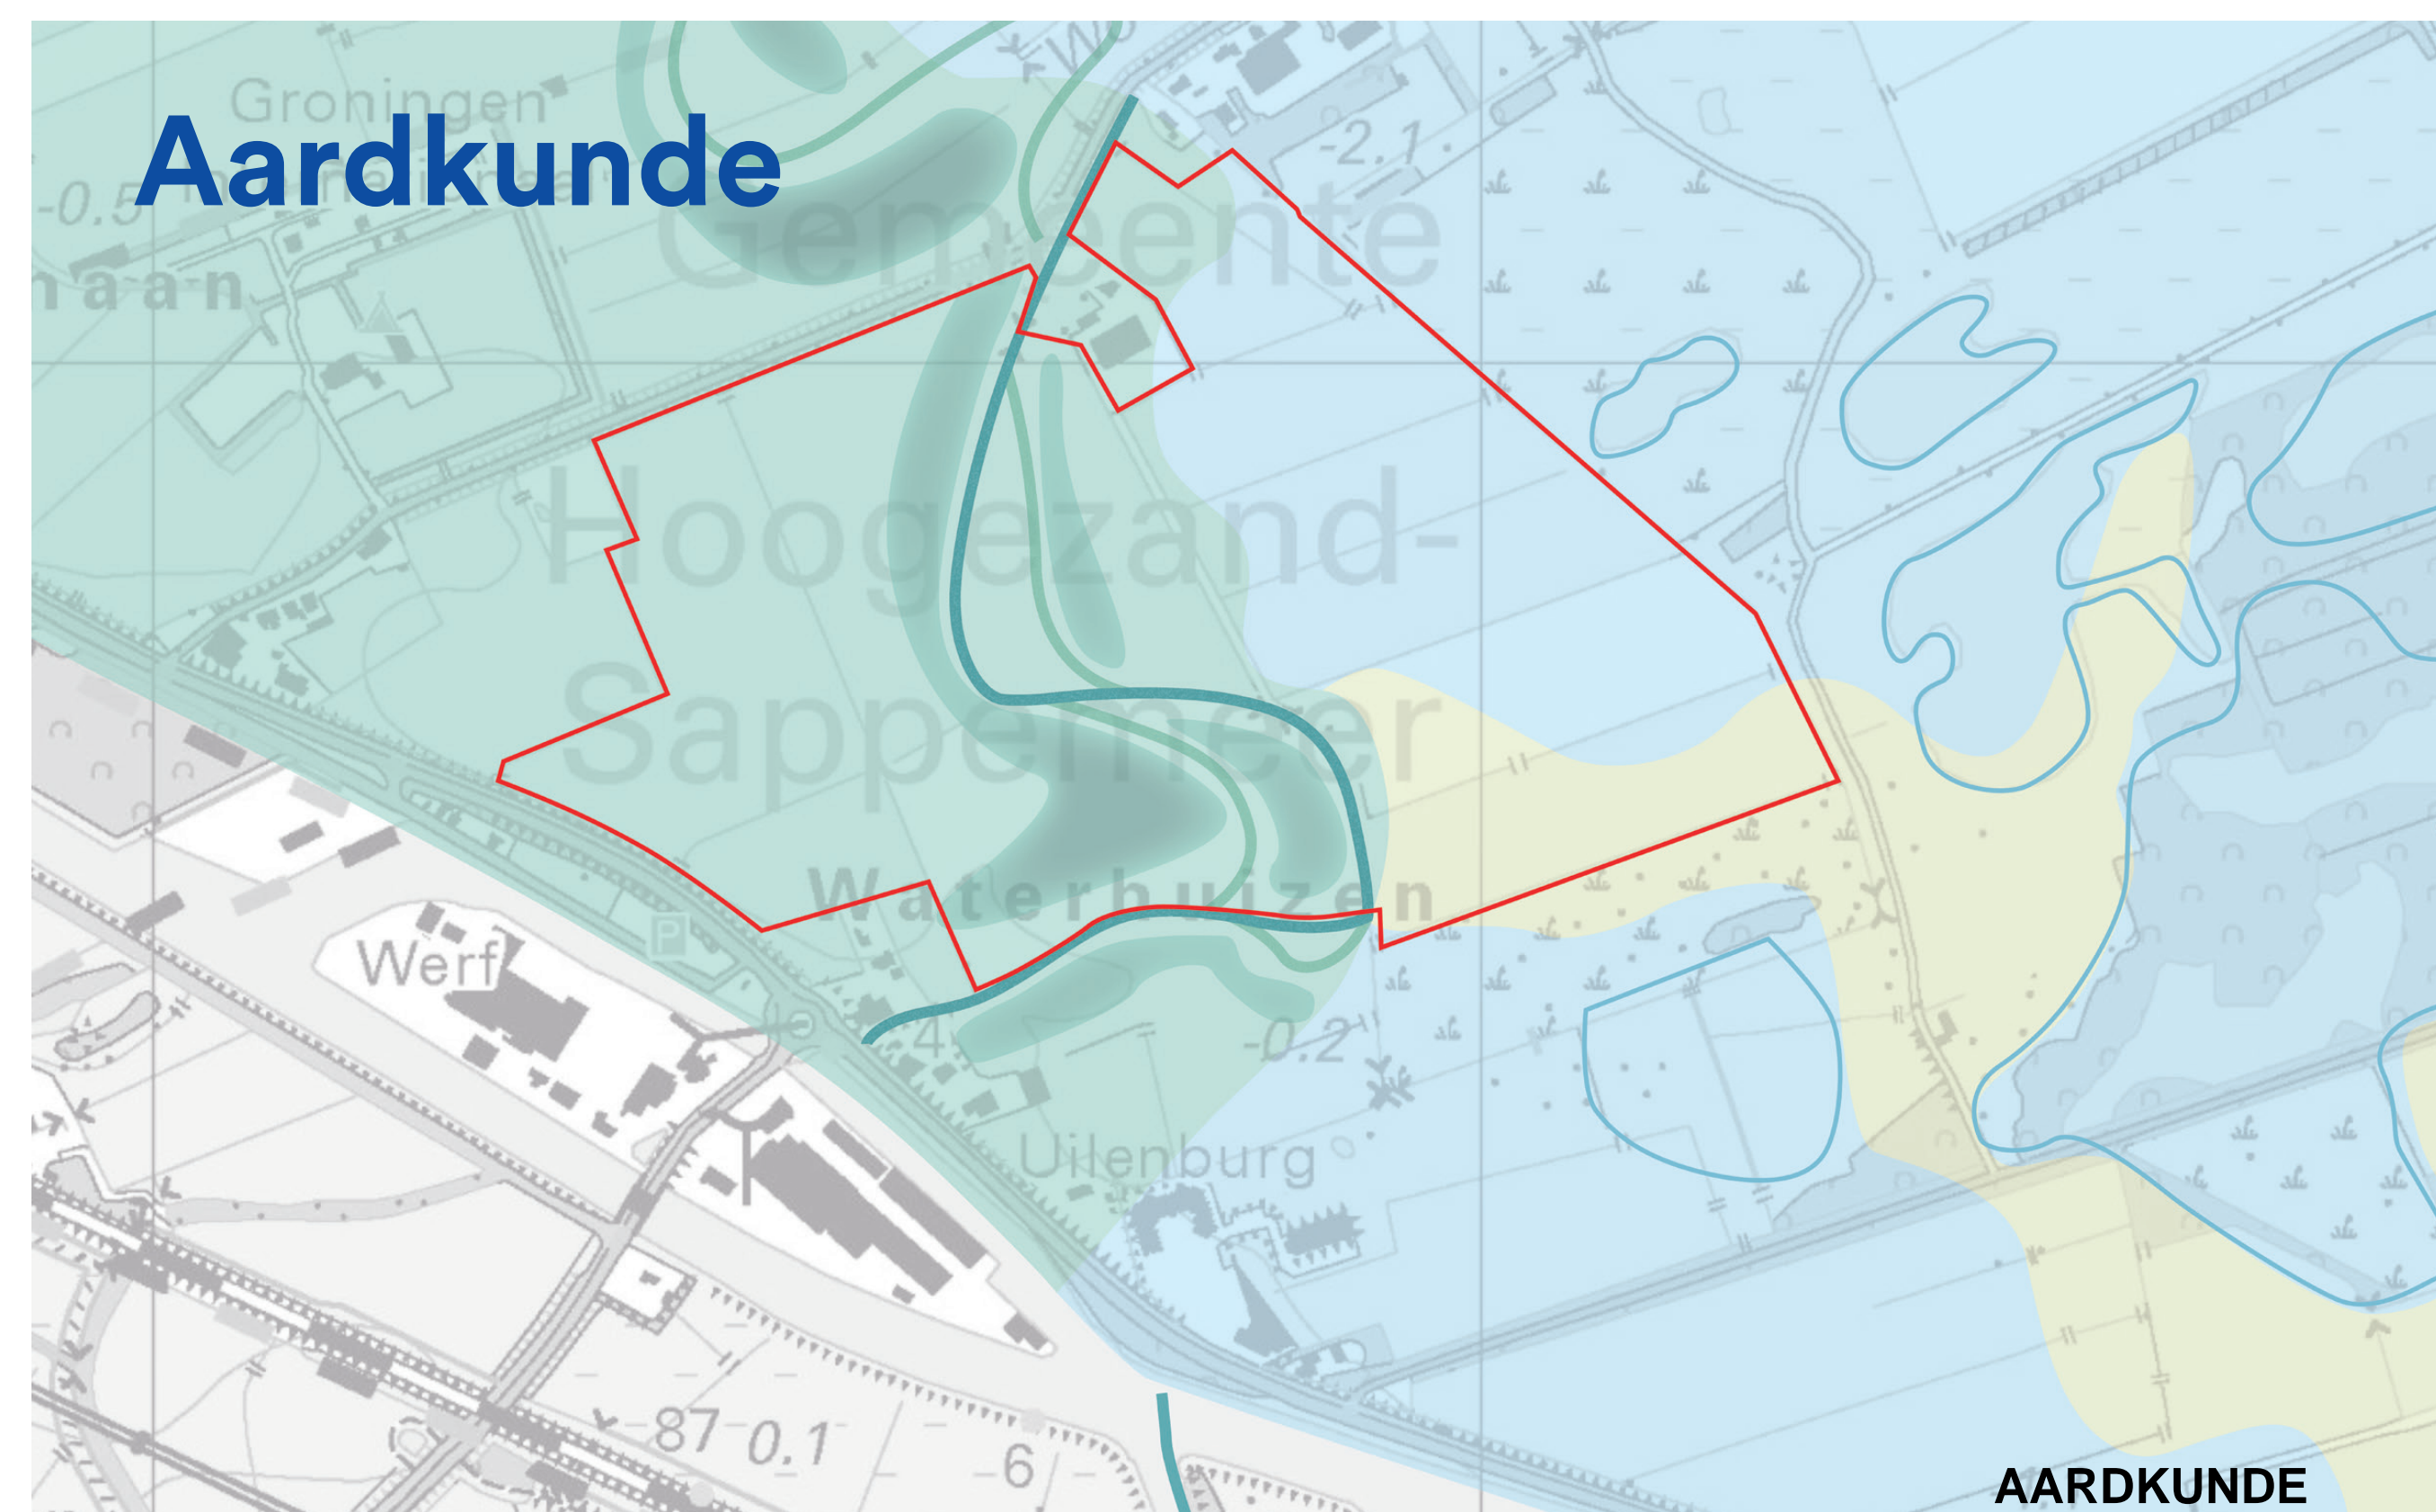 Groningen
Aardkunde
-0.5
-2.1
Gemeente
haan
Hoogezand-
Sappemeer
Waterhuizen
P
Werf
4
-0.2
Uilenburg
87
0.1
6
AARDKUNDE